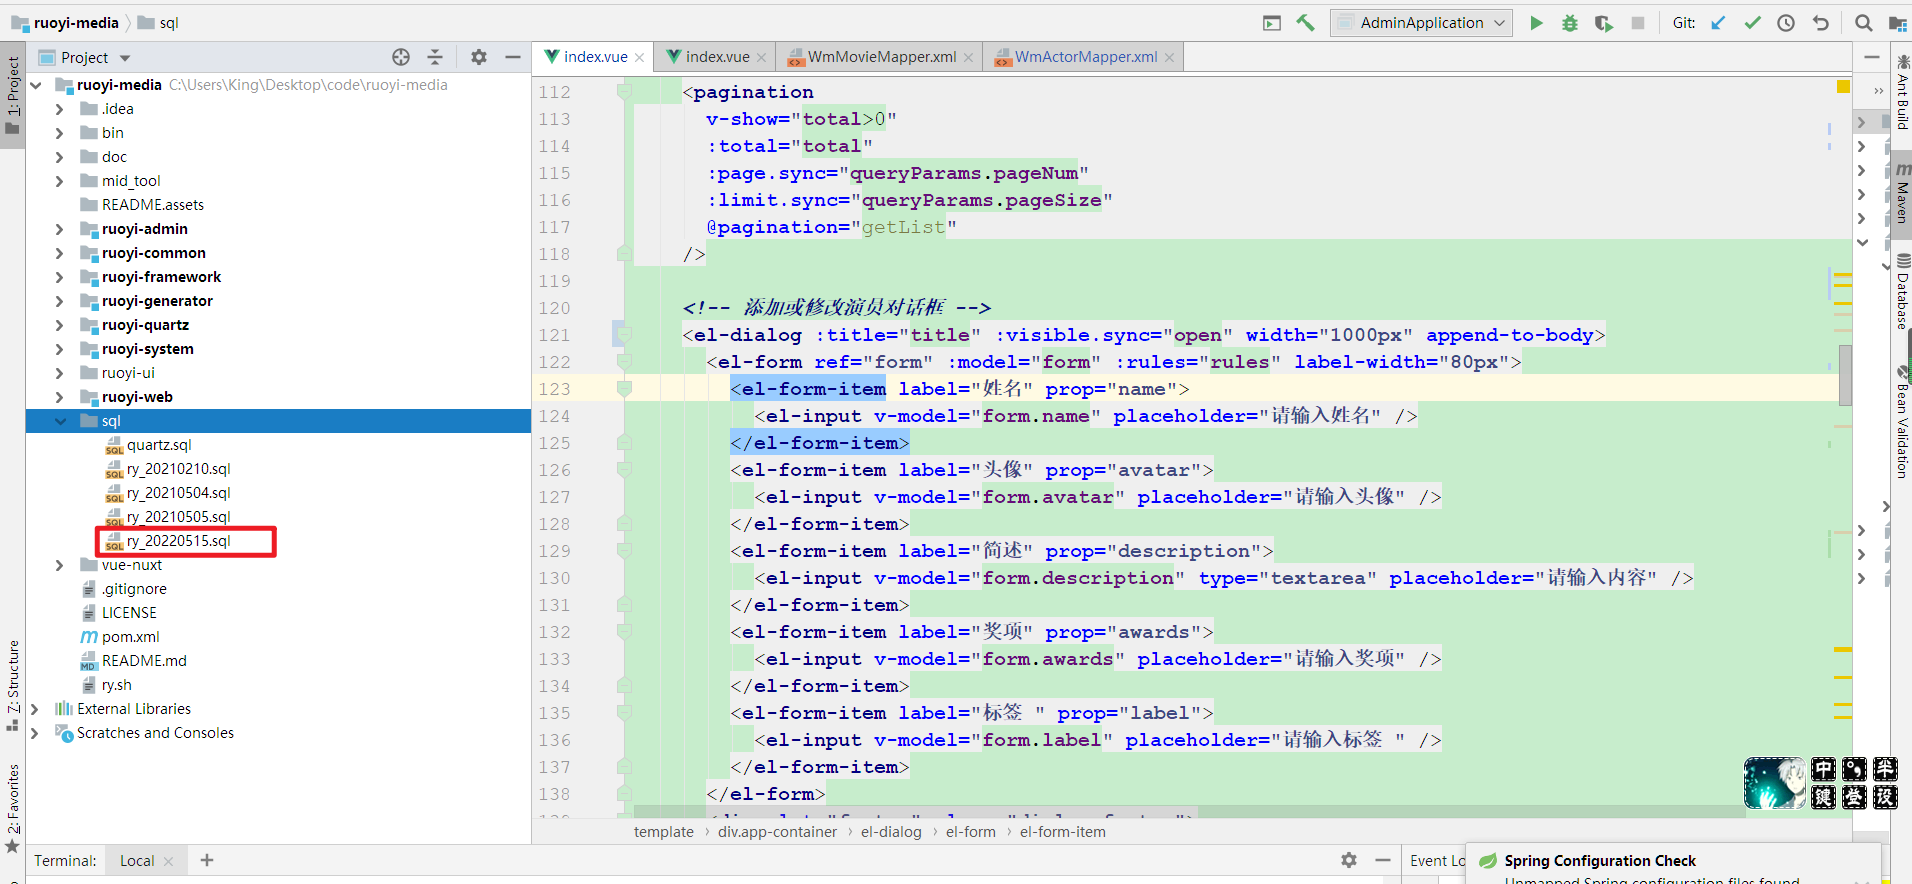 ruoyi-media
sql
AdminApplication
Git:
1: Project
Project
index.vue
index.vue
WmMovieMapper.xml
WmActorMapper.xml
ruoyi-media C:\Users\King\Desktop\code\ruoyi-media
.idea
bin
doc
mid_tool
README.assets
ruoyi-admin
ruoyi-common
ruoyi-framework
ruoyi-generator
ruoyi-quartz
ruoyi-system
ruoyi-ui
ruoyi-web
sql
quartz.sql
ry_20210210.sql
ry_20210504.sql
ry_20210505.sql
ry_20220515.sql
vue-nuxt
.gitignore
LICENSE
pom.xml
README.md
ry.sh
External Libraries
Scratches and Consoles
7: Structure
2: Favorites
112 <pagination
113 v-show="total>0"
114 :total="total"
115 :page.sync="queryParams.pageNum"
116 :limit.sync="queryParams.pageSize"
117 @pagination="getList"
118 />
119
120 <!-- 添加或修改演员对话框 -->
121 <el-dialog :title="title" :visible.sync="open" width="1000px" append-to-body>
122 <el-form ref="form" :model="form" :rules="rules" label-width="80px">
123 <el-form-item label="姓名" prop="name">
124 <el-input v-model="form.name" placeholder="请输入姓名" />
125 </el-form-item>
126 <el-form-item label="头像" prop="avatar">
127 <el-input v-model="form.avatar" placeholder="请输入头像" />
128 </el-form-item>
129 <el-form-item label="简述" prop="description">
130 <el-input v-model="form.description" type="textarea" placeholder="请输入内容" />
131 </el-form-item>
132 <el-form-item label="奖项" prop="awards">
133 <el-input v-model="form.awards" placeholder="请输入奖项" />
134 </el-form-item>
135 <el-form-item label="标签 " prop="label">
136 <el-input v-model="form.label" placeholder="请输入标签 " />
137 </el-form-item>
138 </el-form>
template › div.app-container › el-dialog › el-form › el-form-item
Ant Build
Maven
Database
Bean Validation
中 半
键 登 设
Terminal: Local
Event Lo
Spring Configuration Check
Unmapped Spring configuration files found.